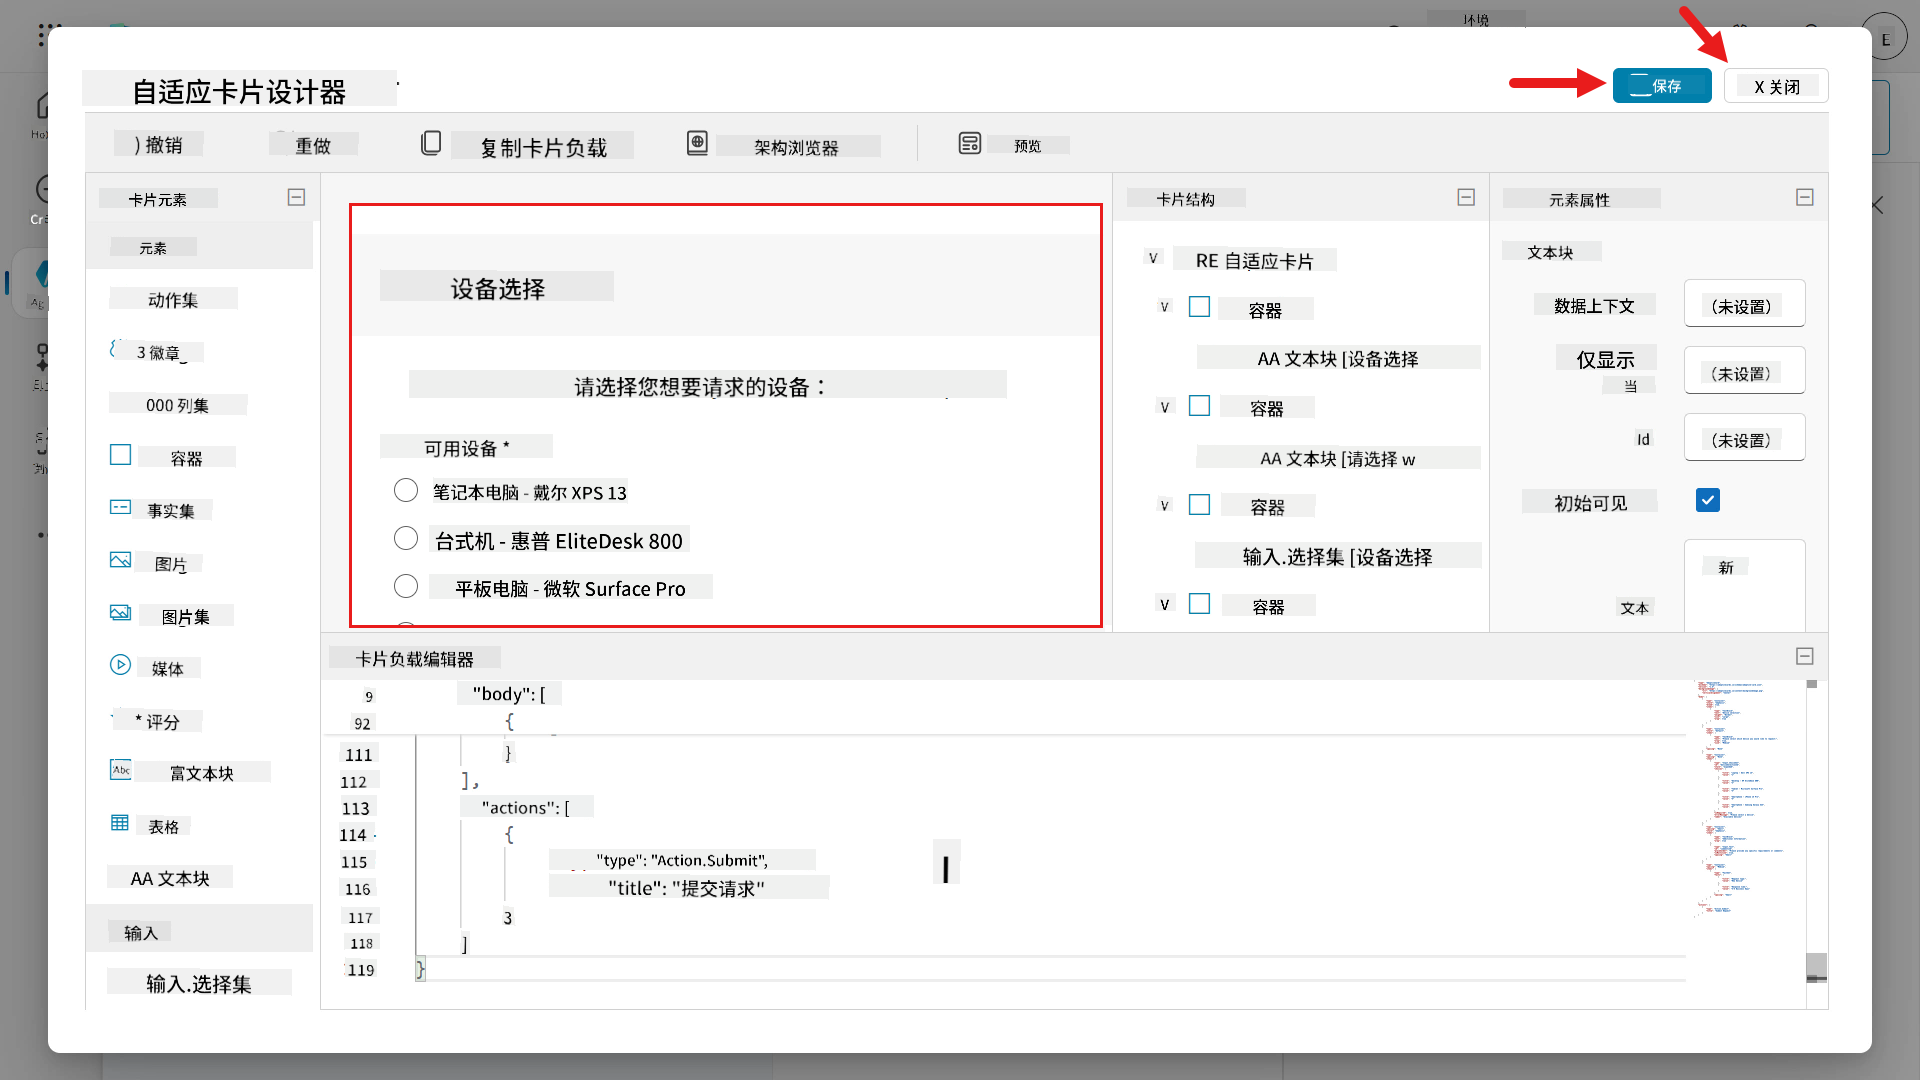 环境
E
自适应卡片设计器
保存
X 关闭
) 撤销
重做
复制卡片负载
架构浏览器
预览
卡片元素
元素
动作集
3 徽章
000 列集
容器
事实集
图片
图片集
媒体
* 评分
Abc 富文本块
表格
AA 文本块
输入
输入.选择集
设备选择
请选择您想要请求的设备：
可用设备 *
笔记本电脑 - 戴尔 XPS 13
台式机 - 惠普 EliteDesk 800
平板电脑 - 微软 Surface Pro
卡片结构
v RE 自适应卡片
v 容器
AA 文本块 [设备选择
v 容器
AA 文本块 [请选择 w
v 容器
输入.选择集 [设备选择
v 容器
元素属性
文本块
数据上下文
（未设置）
仅显示
当
（未设置）
Id
（未设置）
初始可见
新
文本
卡片负载编辑器
9 "body": [
92 {
111 }
112 ],
113 "actions": [
114 {
115 "type": "Action.Submit",
116 "title": "提交请求"
117 3
118 ]
119 }